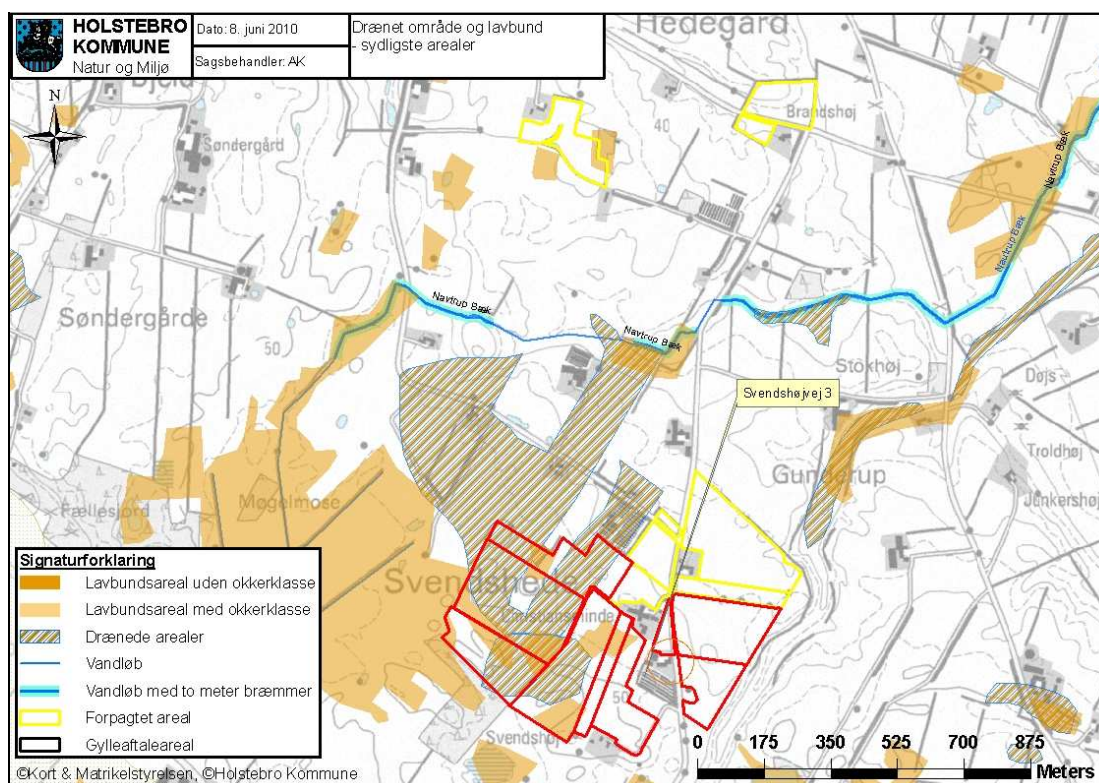 HOLSTEBRO
KOMMUNE
Natur og Miljø
Dato: 8. juni 2010
Sagsbehandler: AK
Drænet område og lavbund
- sydligste arealer
Hedegård
N
Søndergård
40
Brandshøj
Navtrup Bæk
Navtrup Bæk
Navtrup Bæk
Navtrup Bæk
Søndergårde
50
Stoxhøj
Døjs
Svendshøjvej 3
Gunderup
Troldhøj
Junkershøj
Møgelmose
Fællesjord
Svendshede
Christiansminde
50
Svendshøj
Signaturforklaring
Lavbundsareal uden okkerklasse
Lavbundsareal med okkerklasse
Drænede arealer
Vandløb
Vandløb med to meter bræmmer
Forpagtet areal
Gylleaftaleareal
0 175 350 525 700 875
Meters
©Kort & Matrikelstyrelsen, ©Holstebro Kommune